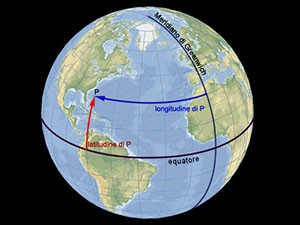 Meridiano di Greenwich
P
longitudine di P
latitudine di P
equatore